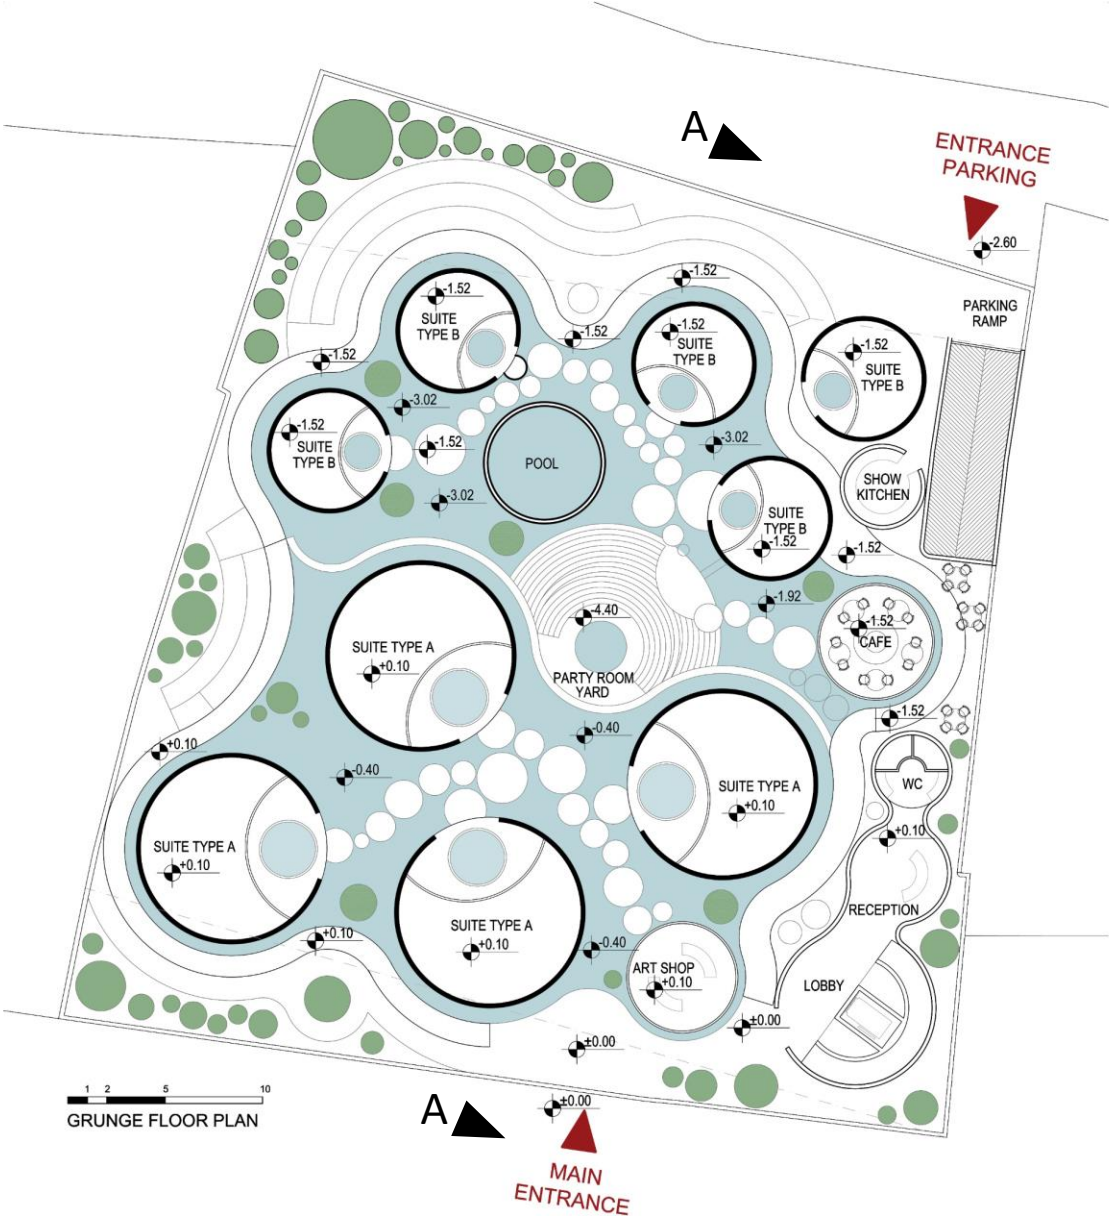 A
ENTRANCE
PARKING
-2.60
-1.52
-1.52
SUITE
TYPE B
-1.52
-1.52
SUITE
TYPE B
PARKING
RAMP
-1.52
SUITE
TYPE B
-1.52
-3.02
-1.52
SUITE
TYPE B
-1.52
-3.02
POOL
SHOW
KITCHEN
-3.02
SUITE
TYPE B
-1.52
-1.52
-1.92
-4.40
-1.52
CAFE
SUITE TYPE A
+0.10
PARTY ROOM
YARD
-1.52
-0.40
+0.10
-0.40
WC
SUITE TYPE A
+0.10
+0.10
SUITE TYPE A
+0.10
RECEPTION
SUITE TYPE A
+0.10
+0.10
-0.40
ART SHOP
+0.10
LOBBY
±0.00
±0.00
1 2 5 10
GRUNGE FLOOR PLAN
A
±0.00
MAIN
ENTRANCE